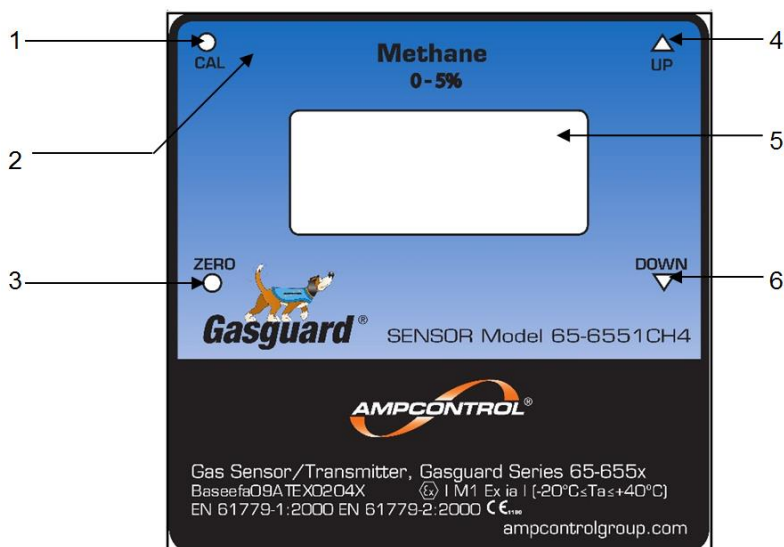 1
CAL
2
Methane
0-5%
4
UP
5
ZERO
3
DOWN
6
Gasguard®
SENSOR Model 65-6551CH4
AMPCONTROL®
Gas Sensor/Transmitter, Gasguard Series 65-655x
Baseefa09ATEX0204X Ex I M1 Ex ia I (-20°C≤Ta≤+40°C)
EN 61779-1:2000 EN 61779-2:2000 CE 1180
ampcontrolgroup.com